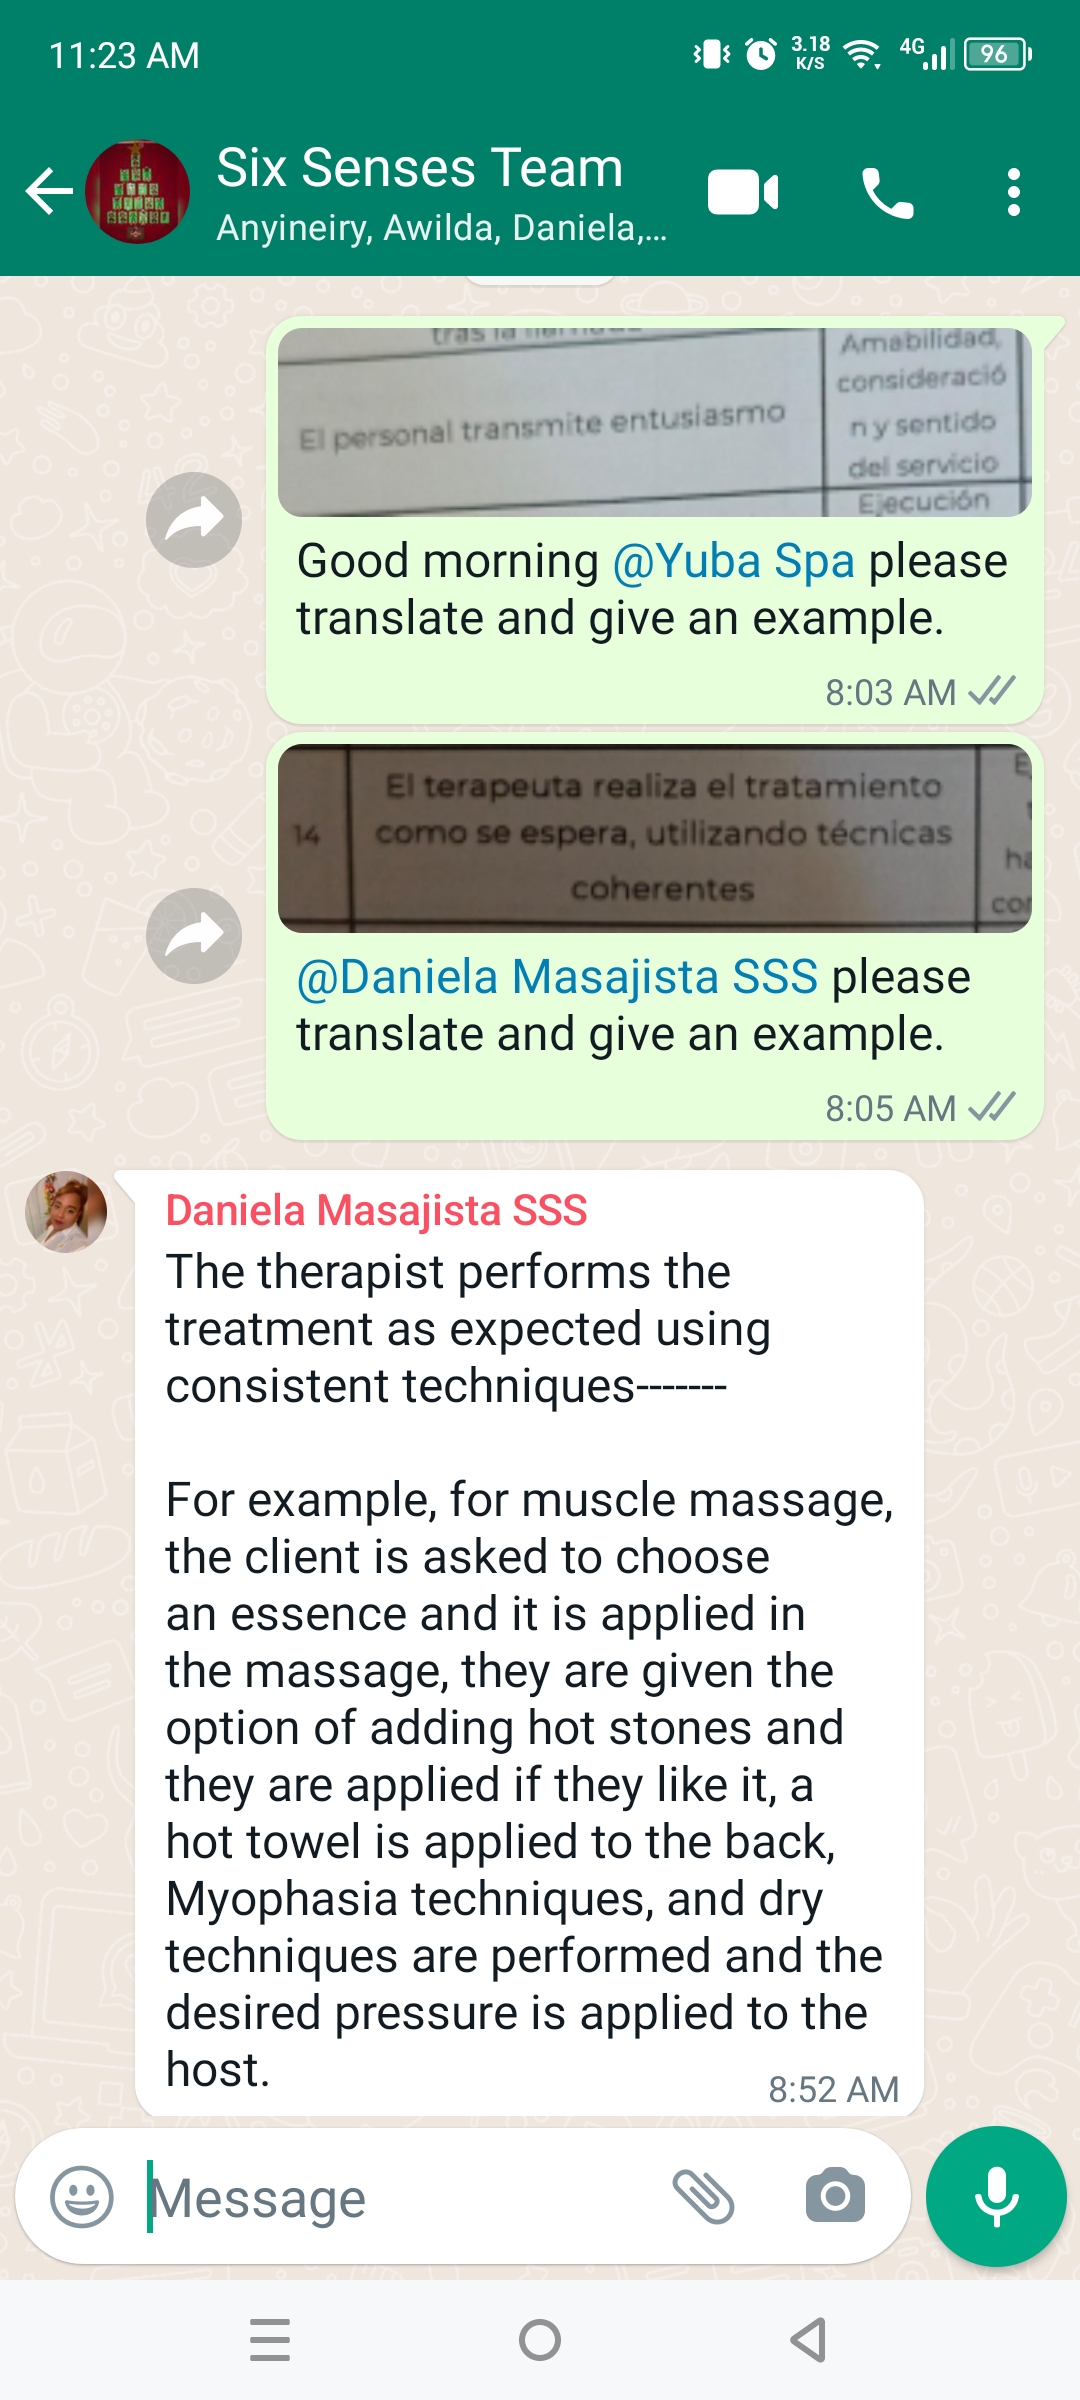 11:23 AM
3.18 K/S
4G
96
Six Senses Team
Anyineiry, Awilda, Daniela,...
tras la llamada
Amabilidad,
consideració
El personal transmite entusiasmo
n y sentido
del servicio
Ejecución
Good morning @Yuba Spa please
translate and give an example.
8:03 AM
El terapeuta realiza el tratamiento
14 como se espera, utilizando técnicas
coherentes
@Daniela Masajista SSS please
translate and give an example.
8:05 AM
Daniela Masajista SSS
The therapist performs the
treatment as expected using
consistent techniques-------
For example, for muscle massage,
the client is asked to choose
an essence and it is applied in
the massage, they are given the
option of adding hot stones and
they are applied if they like it, a
hot towel is applied to the back,
Myophasia techniques, and dry
techniques are performed and the
desired pressure is applied to the
host.
8:52 AM
Message